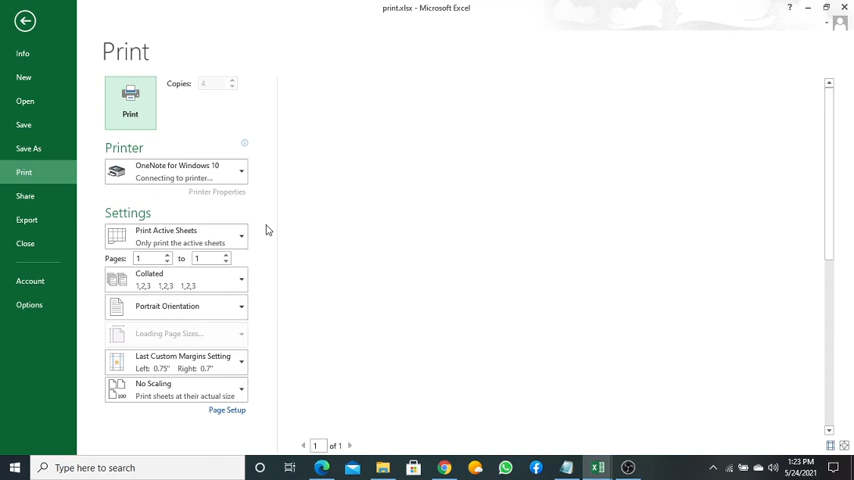 print.xlsx - Microsoft Excel
?
Info
New
Open
Save
Save As
Print
Share
Export
Close
Account
Options
Print
Print
Copies: 4
Printer
OneNote for Windows 10
Connecting to printer...
Printer Properties
Settings
Print Active Sheets
Only print the active sheets
Pages: 1 to 1
Collated
1,2,3 1,2,3 1,2,3
Portrait Orientation
Loading Page Sizes...
Last Custom Margins Setting
Left: 0.75" Right: 0.7"
No Scaling
100
Print sheets at their actual size
Page Setup
1 of 1
Type here to search
1:23 PM
5/24/2021